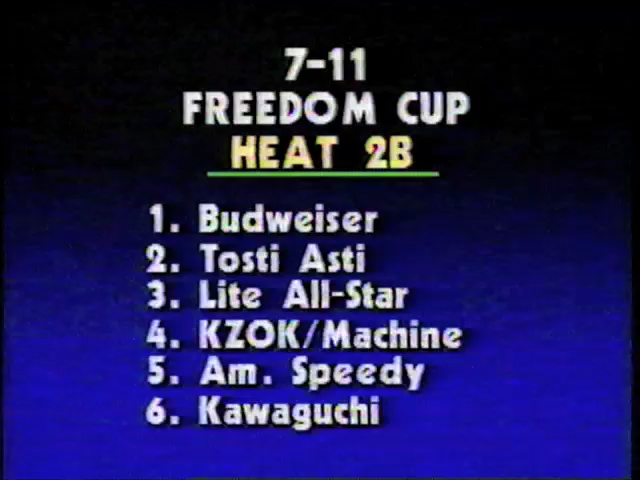 7-11
FREEDOM CUP
HEAT 2B
1. Budweiser
2. Tosti Asti
3. Lite All-Star
4. KZOK/Machine
5. Am. Speedy
6. Kawaguchi